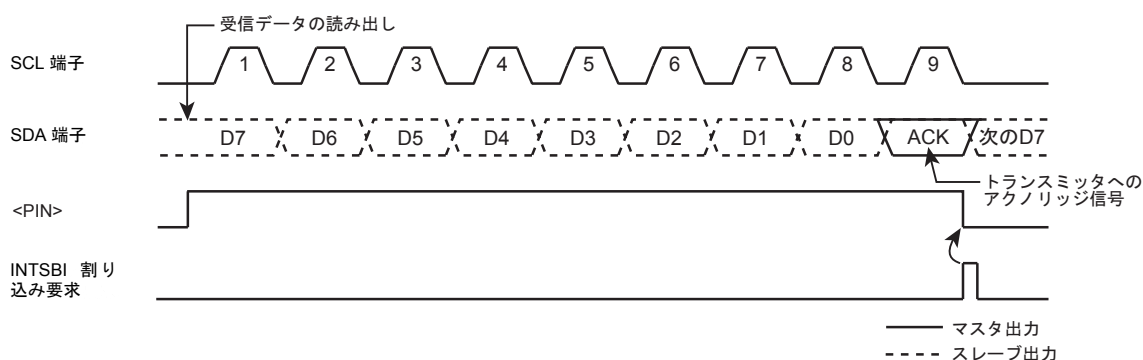 受信データの読み出し
SCL 端子
1 2 3 4 5 6 7 8 9
SDA 端子
D7 D6 D5 D4 D3 D2 D1 D0 ACK 次のD7
トランスミッタへの
アクノリッジ信号
<PIN>
INTSBI 割り
込み要求
マスタ出力
スレーブ出力